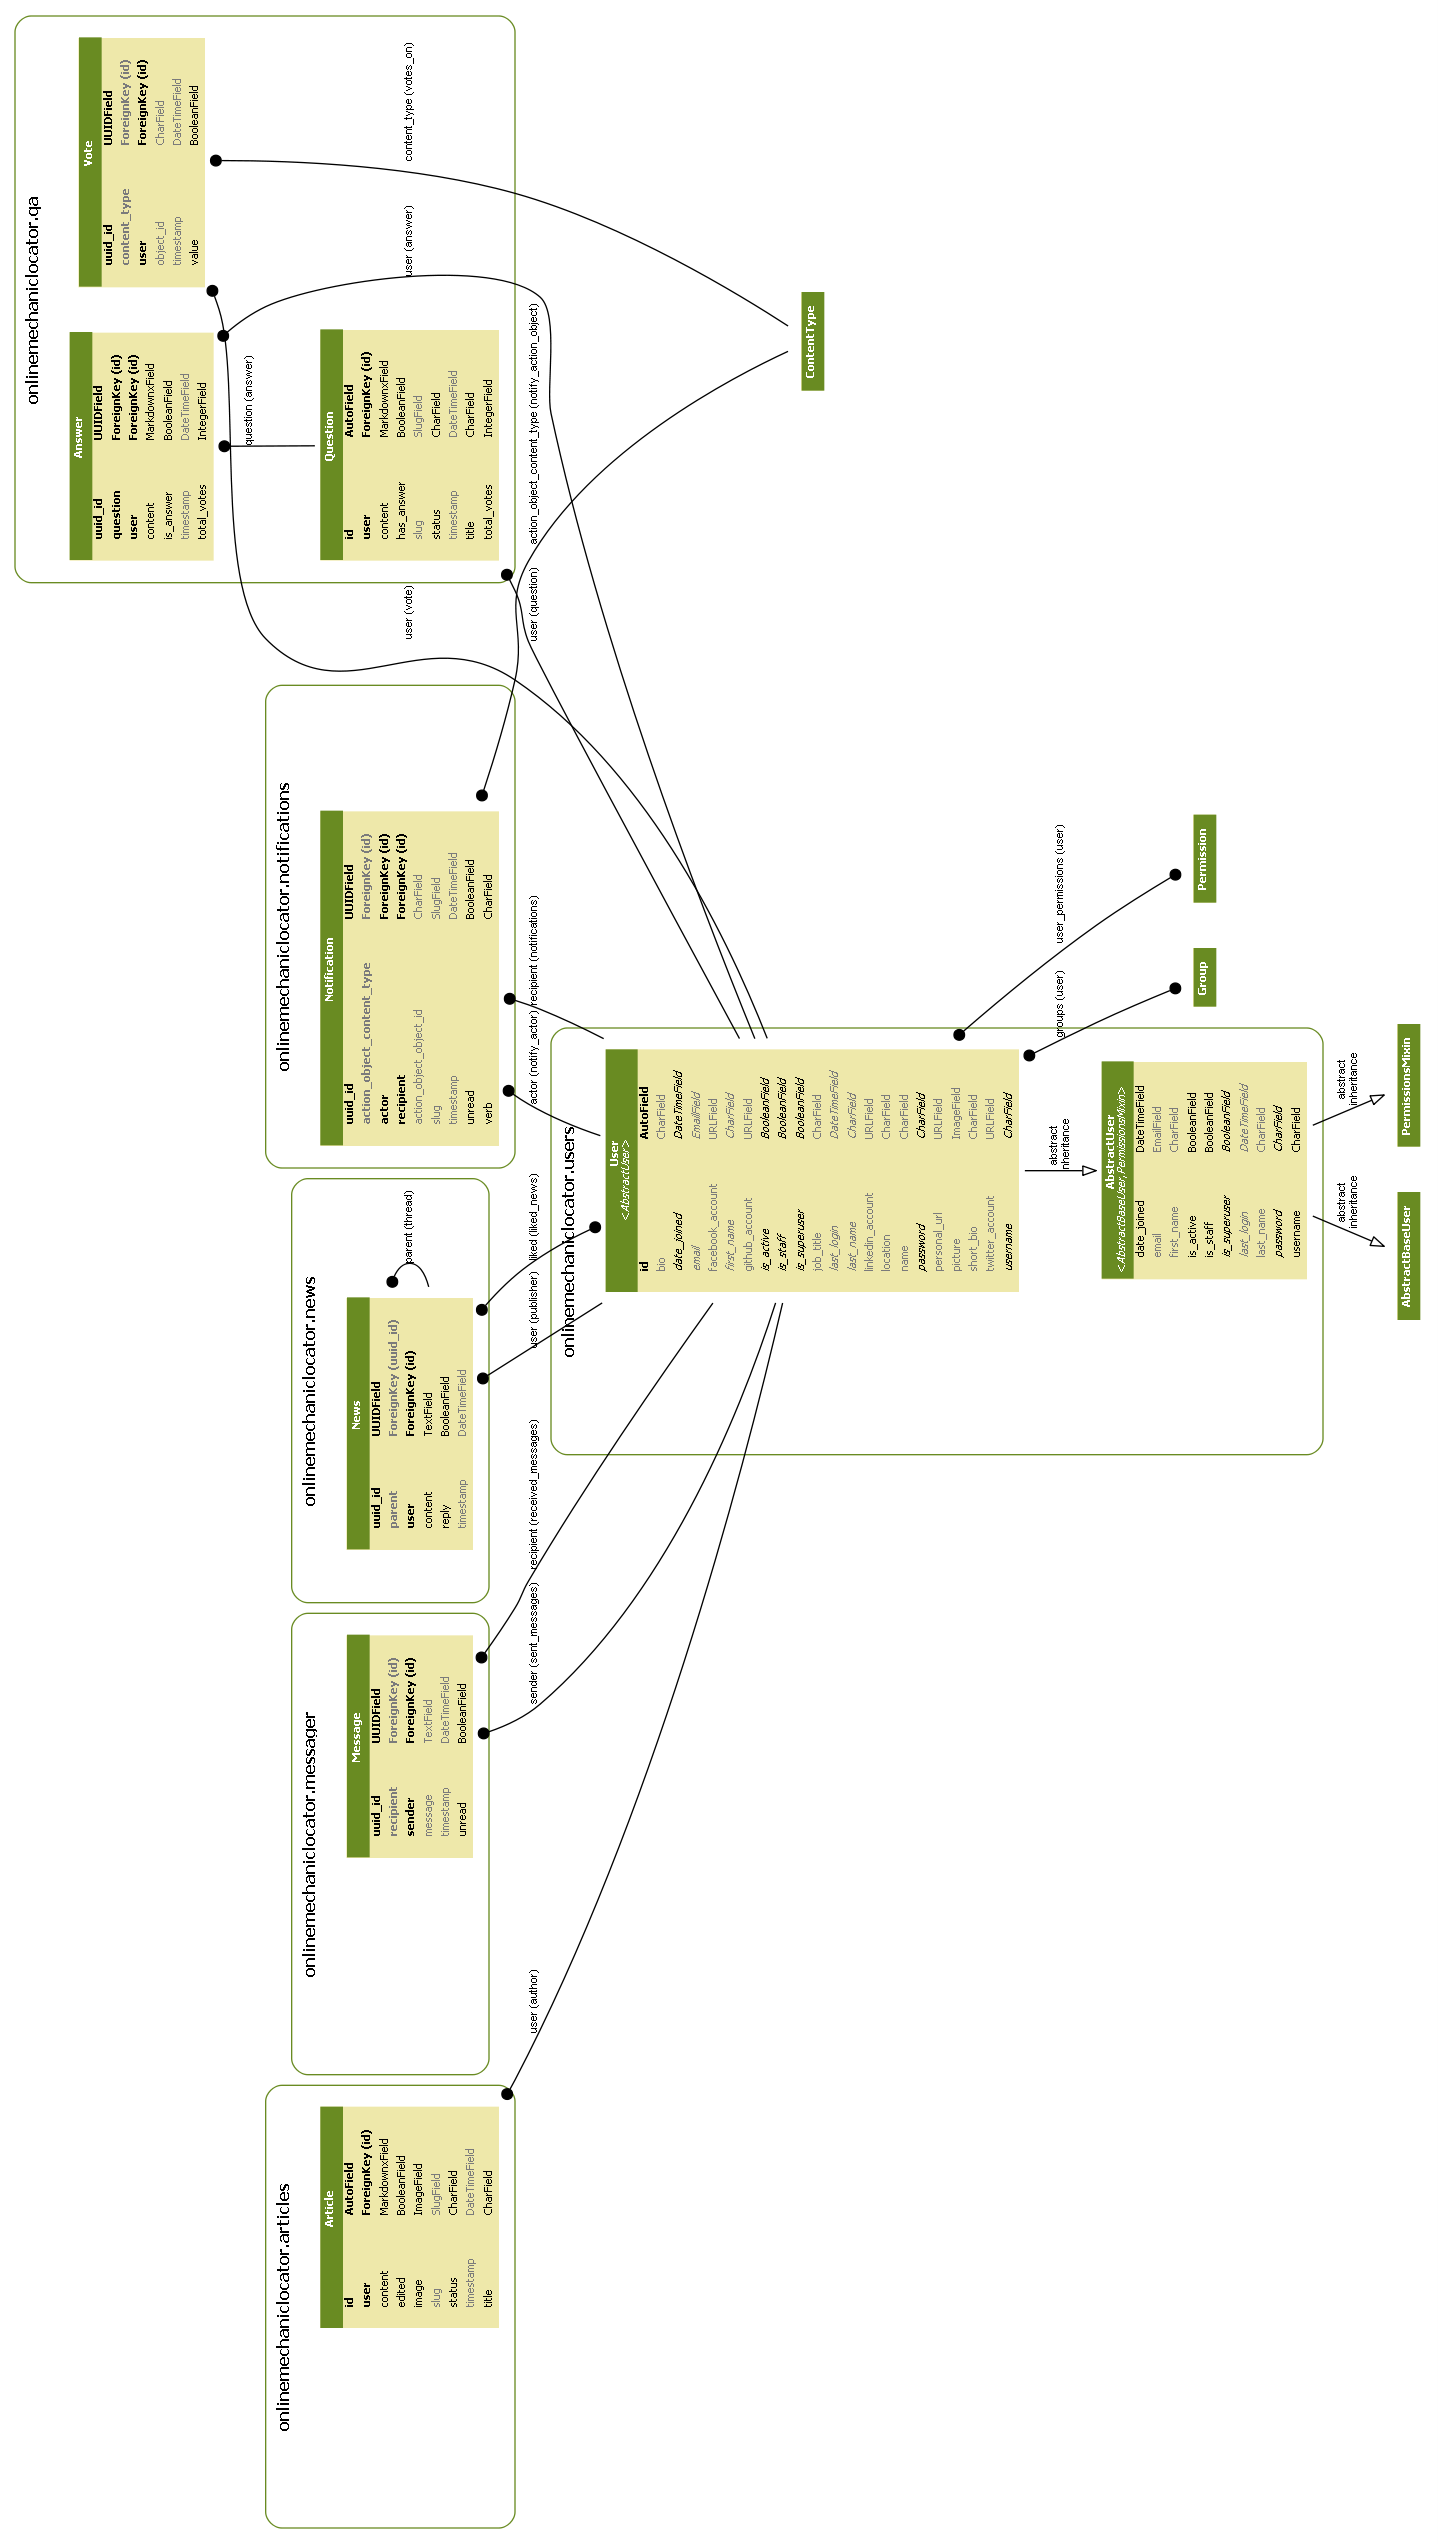 onlinemechaniclocator.articles
Article
id AutoField
user ForeignKey (id)
content MarkdownxField
edited BooleanField
image ImageField
slug SlugField
status CharField
timestamp DateTimeField
title CharField
user (author)
onlinemechaniclocator.messager
Message
uuid_id UUIDField
recipient ForeignKey (id)
sender ForeignKey (id)
message TextField
timestamp DateTimeField
unread BooleanField
sender (sent_messages)
recipient (received_messages)
onlinemechaniclocator.news
News
uuid_id UUIDField
parent ForeignKey (uuid_id)
user ForeignKey (id)
content TextField
reply BooleanField
timestamp DateTimeField
parent (thread)
user (publisher)
liked (liked_news)
onlinemechaniclocator.notifications
Notification
uuid_id UUIDField
action_object_content_type ForeignKey (id)
actor ForeignKey (id)
recipient ForeignKey (id)
action_object_object_id CharField
slug SlugField
timestamp DateTimeField
unread BooleanField
verb CharField
actor (notify_actor)
recipient (notifications)
onlinemechaniclocator.qa
Answer
uuid_id UUIDField
question ForeignKey (id)
user ForeignKey (id)
content MarkdownxField
is_answer BooleanField
timestamp DateTimeField
total_votes IntegerField
Vote
uuid_id UUIDField
content_type ForeignKey (id)
user ForeignKey (id)
object_id CharField
timestamp DateTimeField
value BooleanField
question (answer)
Question
id AutoField
user ForeignKey (id)
content MarkdownxField
has_answer BooleanField
slug SlugField
status CharField
timestamp DateTimeField
title CharField
total_votes IntegerField
user (vote)
user (answer)
content_type (votes_on)
user (question)
action_object_content_type (notify_action_object)
ContentType
onlinemechaniclocator.users
User
<AbstractUser>
id AutoField
bio CharField
date_joined DateTimeField
email EmailField
facebook_account URLField
first_name CharField
github_account URLField
is_active BooleanField
is_staff BooleanField
is_superuser BooleanField
job_title CharField
last_login DateTimeField
last_name CharField
linkedin_account URLField
location CharField
name CharField
password CharField
personal_url URLField
picture ImageField
short_bio CharField
twitter_account URLField
username CharField
abstract
inheritance
groups (user)
user_permissions (user)
Group
Permission
AbstractUser
<AbstractBaseUser,PermissionsMixin>
date_joined DateTimeField
email EmailField
first_name CharField
is_active BooleanField
is_staff BooleanField
is_superuser BooleanField
last_login DateTimeField
last_name CharField
password CharField
username CharField
abstract
inheritance
abstract
inheritance
AbstractBaseUser
PermissionsMixin